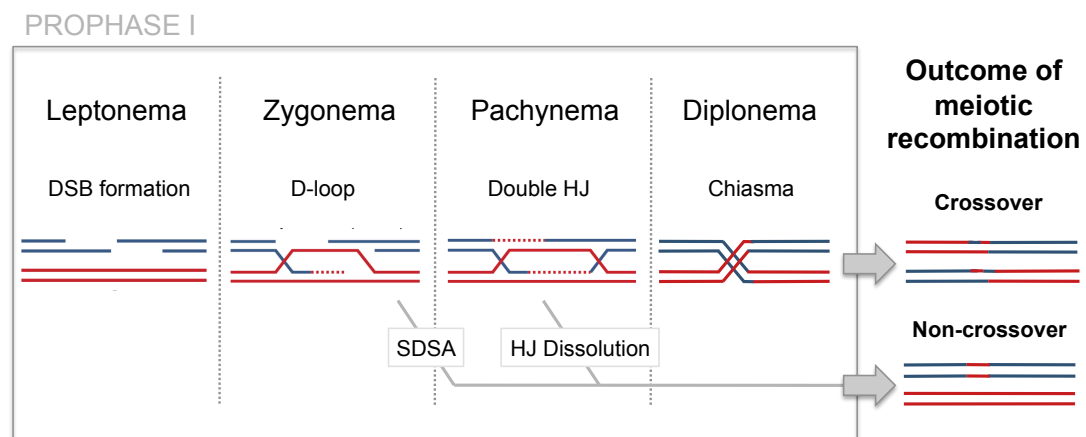 PROPHASE I
Leptonema
Zygonema
Pachynema
Diplonema
Outcome of
meiotic
recombination
DSB formation
D-loop
Double HJ
Chiasma
Crossover
SDSA
HJ Dissolution
Non-crossover